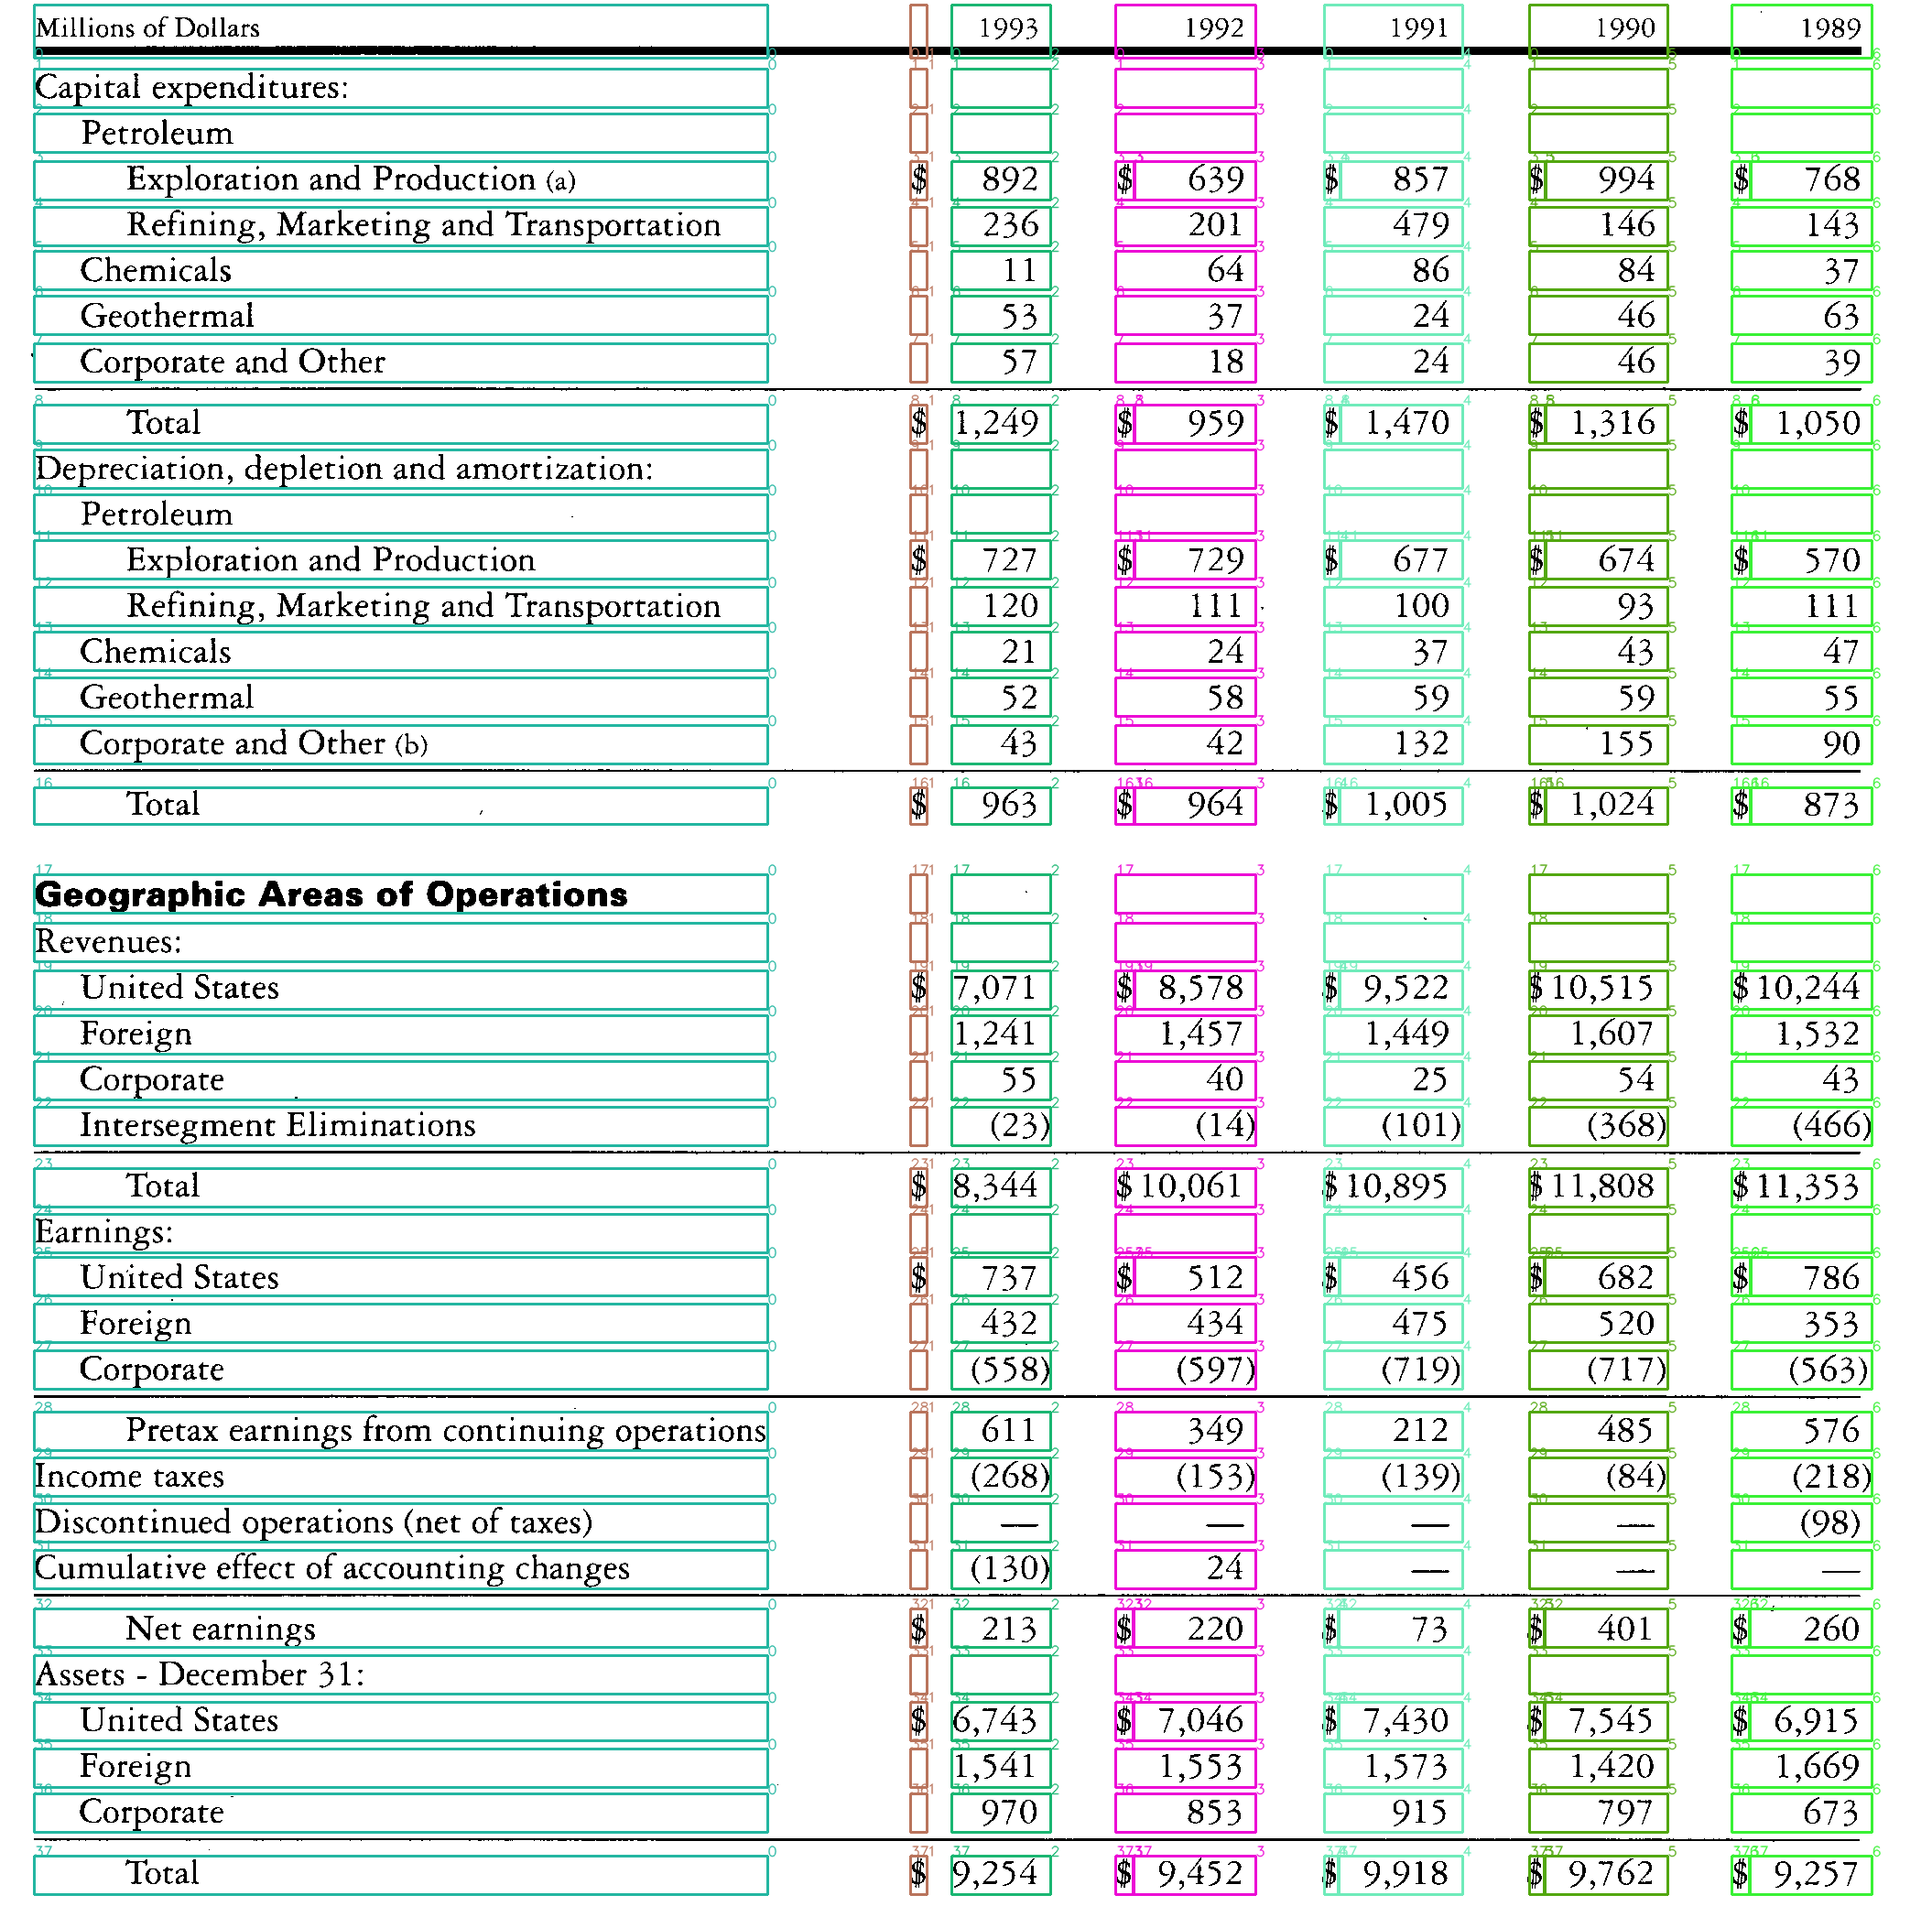 Millions of Dollars 1993 1992 1991 1990 1989
Capital expenditures:
Petroleum
Exploration and Production (a) $ 892 $ 639 $ 857 $ 994 $ 768
Refining, Marketing and Transportation 236 201 479 146 143
Chemicals 11 64 86 84 37
Geothermal 53 37 24 46 63
Corporate and Other 57 18 24 46 39
Total $ 1,249 $ 959 $ 1,470 $ 1,316 $ 1,050
Depreciation, depletion and amortization:
Petroleum
Exploration and Production $ 727 $ 729 $ 677 $ 674 $ 570
Refining, Marketing and Transportation 120 111 100 93 111
Chemicals 21 24 37 43 47
Geothermal 52 58 59 59 55
Corporate and Other (b) 43 42 132 155 90
Total $ 963 $ 964 $ 1,005 $ 1,024 $ 873
Geographic Areas of Operations
Revenues:
United States $ 7,071 $ 8,578 $ 9,522 $ 10,515 $ 10,244
Foreign 1,241 1,457 1,449 1,607 1,532
Corporate 55 40 25 54 43
Intersegment Eliminations (23) (14) (101) (368) (466)
Total $ 8,344 $ 10,061 $ 10,895 $ 11,808 $ 11,353
Earnings:
United States $ 737 $ 512 $ 456 $ 682 $ 786
Foreign 432 434 475 520 353
Corporate (558) (597) (719) (717) (563)
Pretax earnings from continuing operations 611 349 212 485 576
Income taxes (268) (153) (139) (84) (218)
Discontinued operations (net of taxes) — — — — (98)
Cumulative effect of accounting changes (130) 24 — — —
Net earnings $ 213 $ 220 $ 73 $ 401 $ 260
Assets - December 31:
United States $ 6,743 $ 7,046 $ 7,430 $ 7,545 $ 6,915
Foreign 1,541 1,553 1,573 1,420 1,669
Corporate 970 853 915 797 673
Total $ 9,254 $ 9,452 $ 9,918 $ 9,762 $ 9,257